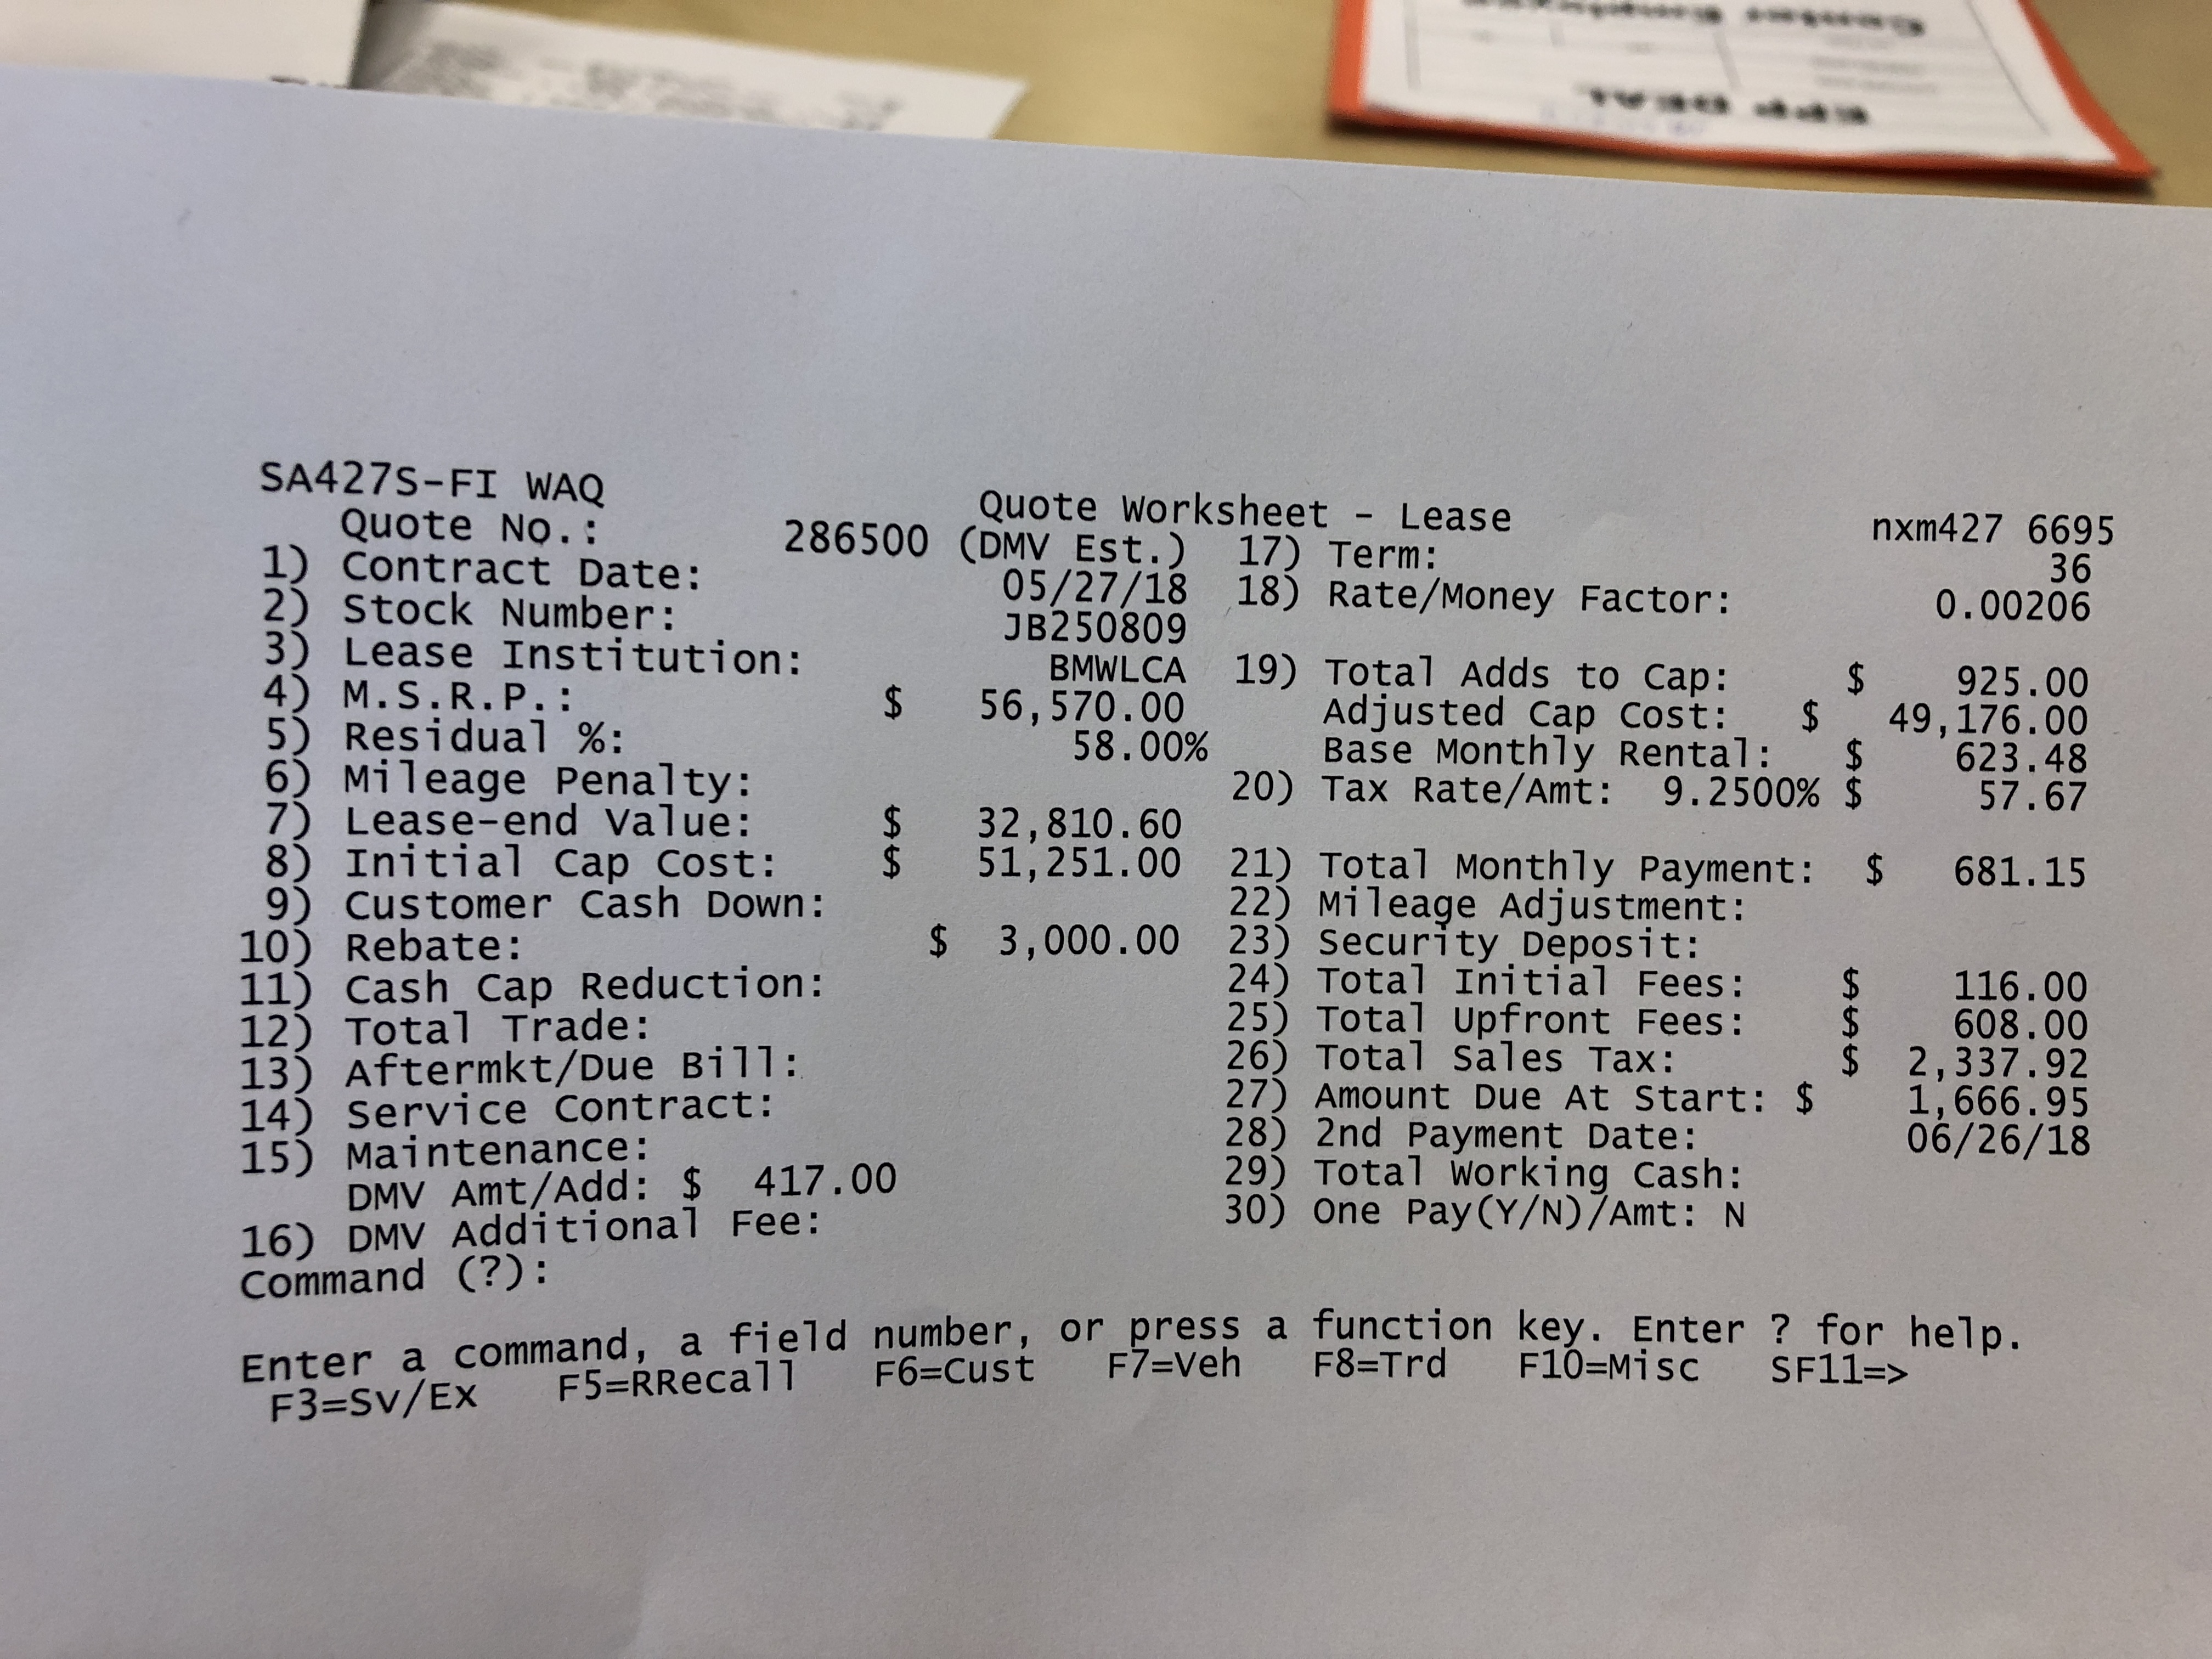 EPP DEAL
SA427S-FI WAQ
Quote Worksheet - Lease nxm427 6695
Quote No.: 286500 (DMV Est.) 17) Term: 36
1) Contract Date: 05/27/18 18) Rate/Money Factor: 0.00206
2) Stock Number: JB250809
3) Lease Institution: BMWLCA 19) Total Adds to Cap: $ 925.00
4) M.S.R.P.: $ 56,570.00 Adjusted Cap Cost: $ 49,176.00
5) Residual %: 58.00% Base Monthly Rental: $ 623.48
6) Mileage Penalty: 20) Tax Rate/Amt: 9.2500% $ 57.67
7) Lease-end Value: $ 32,810.60
8) Initial Cap Cost: $ 51,251.00 21) Total Monthly Payment: $ 681.15
9) Customer Cash Down: 22) Mileage Adjustment:
10) Rebate: $ 3,000.00 23) Security Deposit:
11) Cash Cap Reduction: 24) Total Initial Fees: $ 116.00
12) Total Trade: 25) Total Upfront Fees: $ 608.00
13) Aftermkt/Due Bill: 26) Total Sales Tax: $ 2,337.92
14) Service Contract: 27) Amount Due At Start: $ 1,666.95
15) Maintenance: 28) 2nd Payment Date: 06/26/18
DMV Amt/Add: $ 417.00 29) Total Working Cash:
16) DMV Additional Fee: 30) One Pay(Y/N)/Amt: N
Command (?):
Enter a command, a field number, or press a function key. Enter ? for help.
F3=Sv/Ex F5=RRecall F6=Cust F7=Veh F8=Trd F10=Misc SF11=>